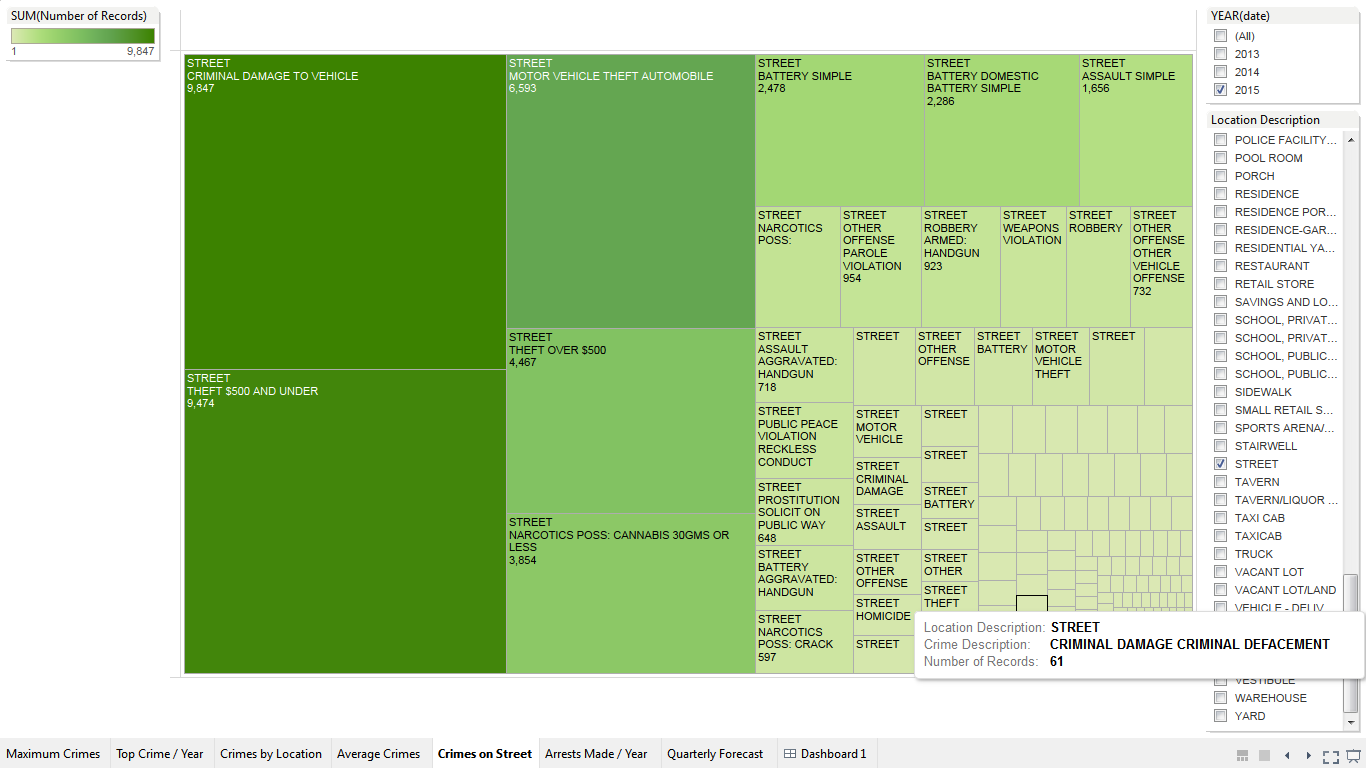 SUM(Number of Records)
1
9,847
STREET
CRIMINAL DAMAGE TO VEHICLE
9,847
STREET
THEFT $500 AND UNDER
9,474
STREET
MOTOR VEHICLE THEFT AUTOMOBILE
6,593
STREET
THEFT OVER $500
4,467
STREET
NARCOTICS POSS: CANNABIS 30GMS OR
LESS
3,854
STREET
BATTERY SIMPLE
2,478
STREET
BATTERY DOMESTIC
BATTERY SIMPLE
2,286
STREET
ASSAULT SIMPLE
1,656
STREET
NARCOTICS
POSS:
STREET
OTHER
OFFENSE
PAROLE
VIOLATION
954
STREET
ROBBERY
ARMED:
HANDGUN
923
STREET
WEAPONS
VIOLATION
STREET
ROBBERY
STREET
OTHER
OFFENSE
OTHER
VEHICLE
OFFENSE
732
STREET
ASSAULT
AGGRAVATED:
HANDGUN
718
STREET
PUBLIC PEACE
VIOLATION
RECKLESS
CONDUCT
STREET
PROSTITUTION
SOLICIT ON
PUBLIC WAY
648
STREET
BATTERY
AGGRAVATED:
HANDGUN
STREET
NARCOTICS
POSS: CRACK
597
STREET
STREET
OTHER
OFFENSE
STREET
BATTERY
STREET
MOTOR
VEHICLE
THEFT
STREET
STREET
MOTOR
VEHICLE
STREET
CRIMINAL
DAMAGE
STREET
ASSAULT
STREET
OTHER
OFFENSE
STREET
HOMICIDE
STREET
STREET
STREET
STREET
BATTERY
STREET
STREET
OTHER
STREET
THEFT
Location Description: STREET
Crime Description: CRIMINAL DAMAGE CRIMINAL DEFACEMENT
Number of Records: 61
YEAR(date)
(All)
2013
2014
2015
Location Description
POLICE FACILITY...
POOL ROOM
PORCH
RESIDENCE
RESIDENCE POR...
RESIDENCE-GAR...
RESIDENTIAL YA...
RESTAURANT
RETAIL STORE
SAVINGS AND LO...
SCHOOL, PRIVAT...
SCHOOL, PRIVAT...
SCHOOL, PUBLIC...
SCHOOL, PUBLIC...
SIDEWALK
SMALL RETAIL S...
SPORTS ARENA/...
STAIRWELL
STREET
TAVERN
TAVERN/LIQUOR ...
TAXI CAB
TAXICAB
TRUCK
VACANT LOT
VACANT LOT/LAND
VEHICLE - DELIV
VESTIBULE
WAREHOUSE
YARD
Maximum Crimes
Top Crime / Year
Crimes by Location
Average Crimes
Crimes on Street
Arrests Made / Year
Quarterly Forecast
Dashboard 1